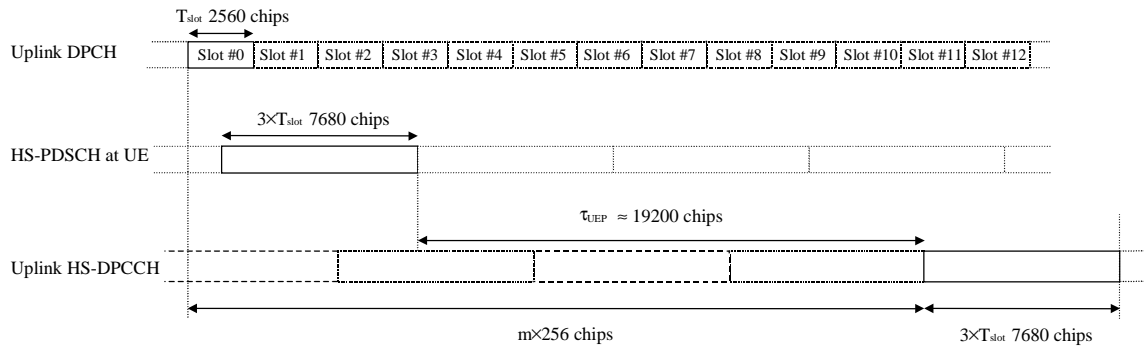 Tslot 2560 chips
Uplink DPCH
Slot #0 Slot #1 Slot #2 Slot #3 Slot #4 Slot #5 Slot #6 Slot #7 Slot #8 Slot #9 Slot #10 Slot #11 Slot #12
3×Tslot 7680 chips
HS-PDSCH at UE
τUEP ≈ 19200 chips
Uplink HS-DPCCH
m×256 chips
3×Tslot 7680 chips